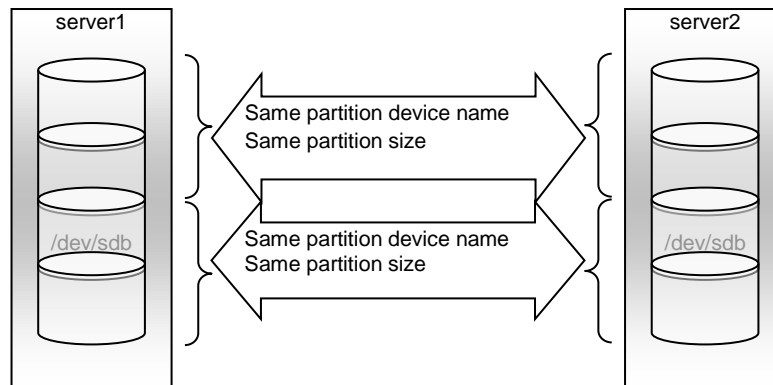 server1
server2
Same partition device name
Same partition size
/dev/sdb
/dev/sdb
Same partition device name
Same partition size